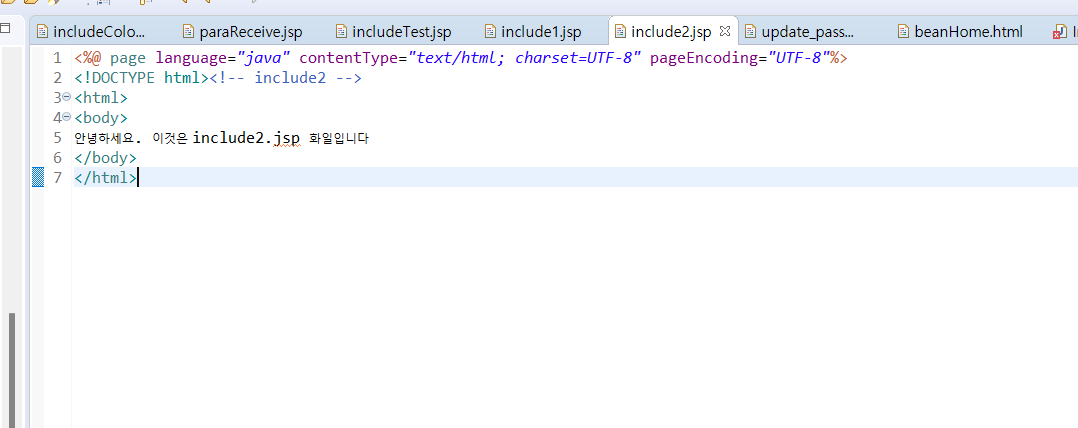 includeColo... paraReceive.jsp includeTest.jsp include1.jsp include2.jsp update_pass... beanHome.html
1 <%@ page language="java" contentType="text/html; charset=UTF-8" pageEncoding="UTF-8"%>
2 <!DOCTYPE html><!-- include2 -->
3 <html>
4 <body>
5 안녕하세요. 이것은 include2.jsp 화일입니다
6 </body>
7 </html>